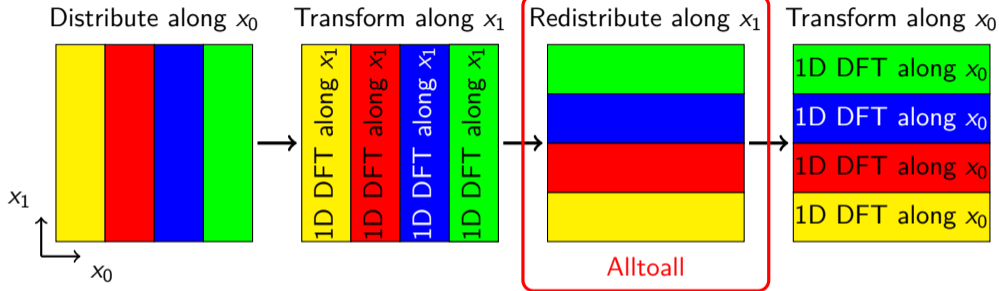 Distribute along x₀
Transform along x₁
Redistribute along x₁
Transform along x₀
1D DFT along x₁
1D DFT along x₁
1D DFT along x₁
1D DFT along x₁
1D DFT along x₀
1D DFT along x₀
1D DFT along x₀
1D DFT along x₀
x₁
x₀
Alltoall